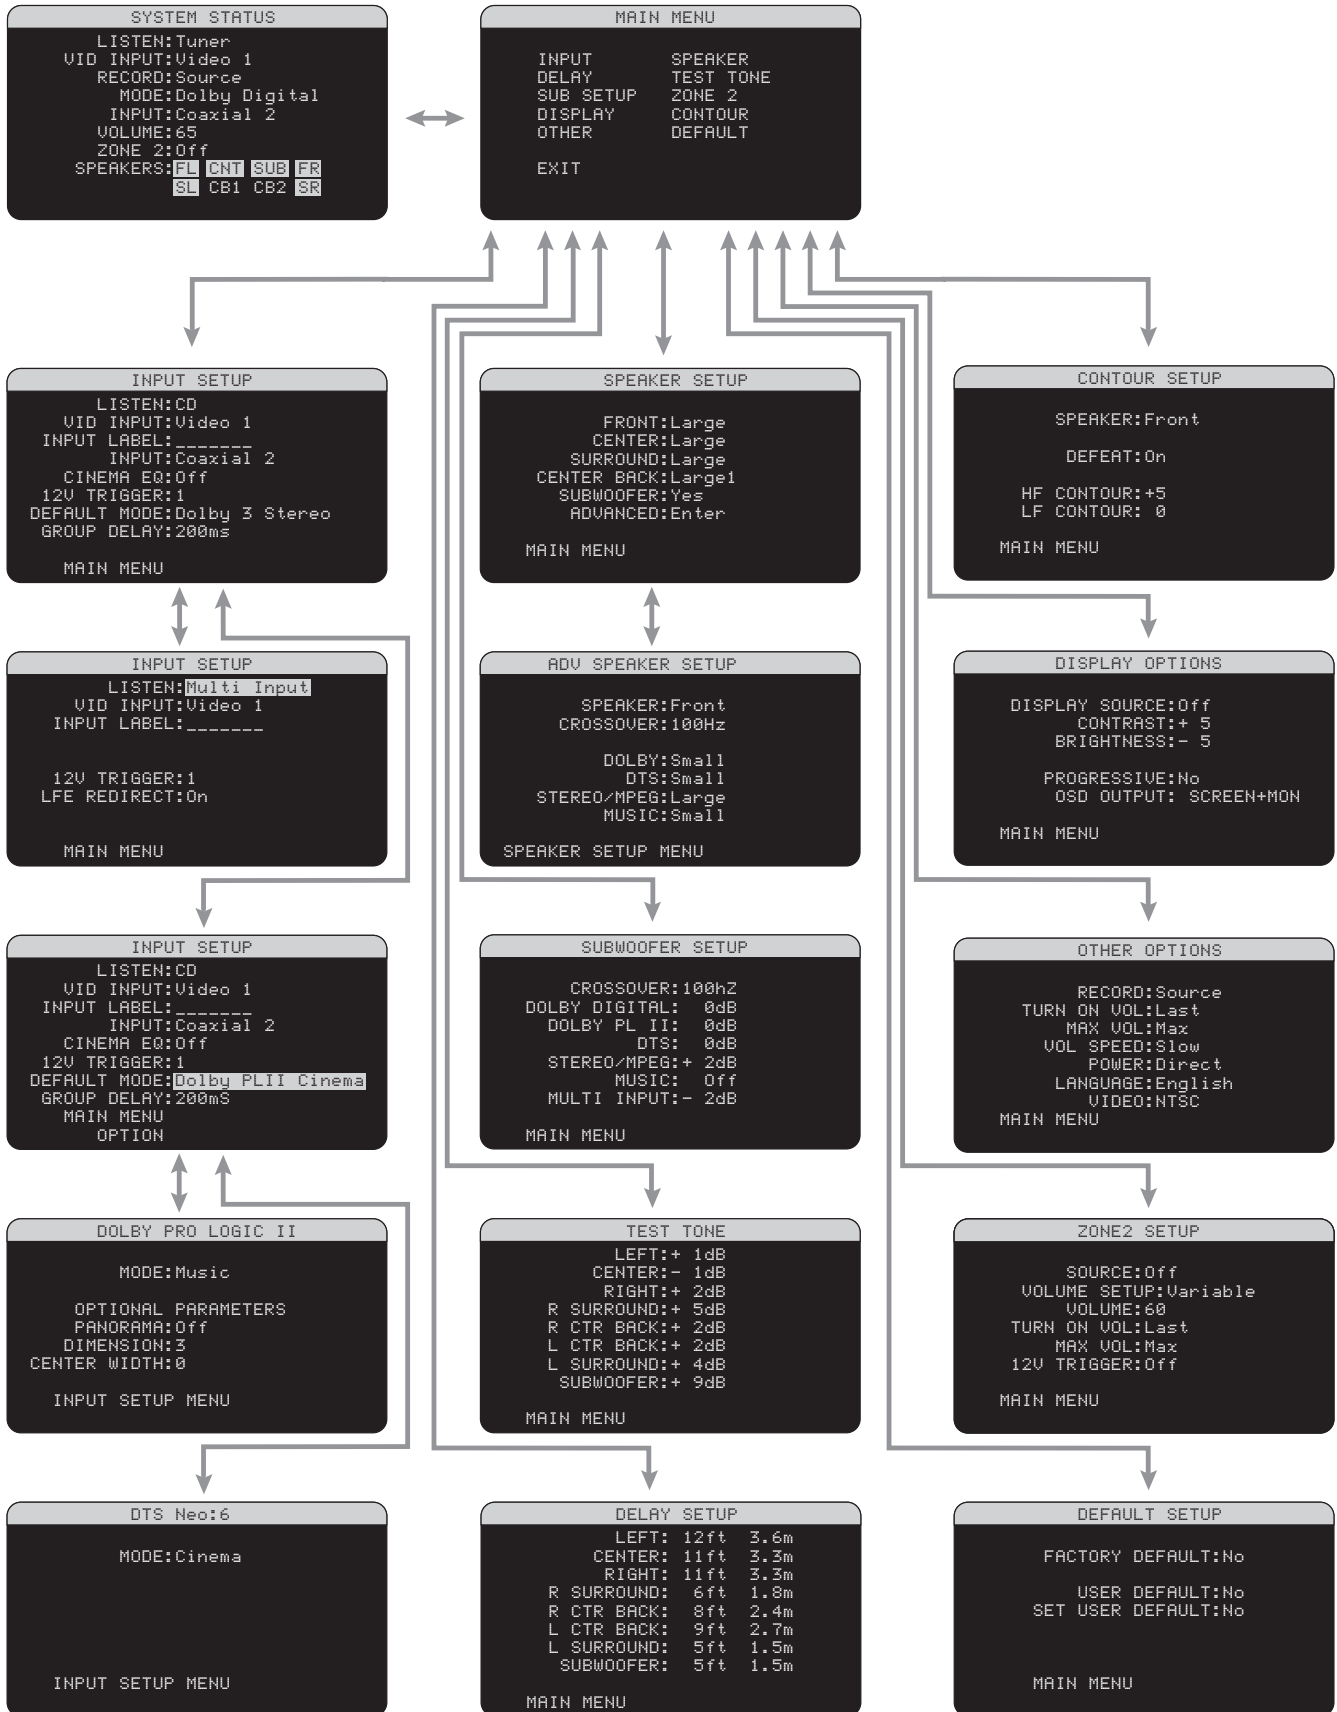 SYSTEM STATUS
LISTEN:Tuner
VID INPUT:Video 1
RECORD:Source
MODE:Dolby Digital
INPUT:Coaxial 2
VOLUME:65
ZONE 2:Off
SPEAKERS:FL CNT SUB FR
SL CB1 CB2 SR
MAIN MENU
INPUT SPEAKER
DELAY TEST TONE
SUB SETUP ZONE 2
DISPLAY CONTOUR
OTHER DEFAULT
EXIT
INPUT SETUP
LISTEN:CD
VID INPUT:Video 1
INPUT LABEL:_______
INPUT:Coaxial 2
CINEMA EQ:Off
12V TRIGGER:1
DEFAULT MODE:Dolby 3 Stereo
GROUP DELAY:200ms
MAIN MENU
SPEAKER SETUP
FRONT:Large
CENTER:Large
SURROUND:Large
CENTER BACK:Large1
SUBWOOFER:Yes
ADVANCED:Enter
MAIN MENU
CONTOUR SETUP
SPEAKER:Front
DEFEAT:On
HF CONTOUR:+5
LF CONTOUR: 0
MAIN MENU
INPUT SETUP
LISTEN:Multi Input
VID INPUT:Video 1
INPUT LABEL:_______
12V TRIGGER:1
LFE REDIRECT:On
MAIN MENU
ADV SPEAKER SETUP
SPEAKER:Front
CROSSOVER:100Hz
DOLBY:Small
DTS:Small
STEREO/MPEG:Large
MUSIC:Small
SPEAKER SETUP MENU
DISPLAY OPTIONS
DISPLAY SOURCE:Off
CONTRAST:+ 5
BRIGHTNESS:- 5
PROGRESSIVE:No
OSD OUTPUT: SCREEN+MON
MAIN MENU
INPUT SETUP
LISTEN:CD
VID INPUT:Video 1
INPUT LABEL:_______
INPUT:Coaxial 2
CINEMA EQ:Off
12V TRIGGER:1
DEFAULT MODE:Dolby PLII Cinema
GROUP DELAY:200mS
MAIN MENU
OPTION
SUBWOOFER SETUP
CROSSOVER:100hZ
DOLBY DIGITAL: 0dB
DOLBY PL II: 0dB
DTS: 0dB
STEREO/MPEG:+ 2dB
MUSIC: Off
MULTI INPUT:- 2dB
MAIN MENU
OTHER OPTIONS
RECORD:Source
TURN ON VOL:Last
MAX VOL:Max
VOL SPEED:Slow
POWER:Direct
LANGUAGE:English
VIDEO:NTSC
MAIN MENU
DOLBY PRO LOGIC II
MODE:Music
OPTIONAL PARAMETERS
PANORAMA:Off
DIMENSION:3
CENTER WIDTH:0
INPUT SETUP MENU
TEST TONE
LEFT:+ 1dB
CENTER:- 1dB
RIGHT:+ 2dB
R SURROUND:+ 5dB
R CTR BACK:+ 2dB
L CTR BACK:+ 2dB
L SURROUND:+ 4dB
SUBWOOFER:+ 9dB
MAIN MENU
ZONE2 SETUP
SOURCE:Off
VOLUME SETUP:Variable
VOLUME:60
TURN ON VOL:Last
MAX VOL:Max
12V TRIGGER:Off
MAIN MENU
DTS Neo:6
MODE:Cinema
INPUT SETUP MENU
DELAY SETUP
LEFT: 12ft 3.6m
CENTER: 11ft 3.3m
RIGHT: 11ft 3.3m
R SURROUND: 6ft 1.8m
R CTR BACK: 8ft 2.4m
L CTR BACK: 9ft 2.7m
L SURROUND: 5ft 1.5m
SUBWOOFER: 5ft 1.5m
MAIN MENU
DEFAULT SETUP
FACTORY DEFAULT:No
USER DEFAULT:No
SET USER DEFAULT:No
MAIN MENU